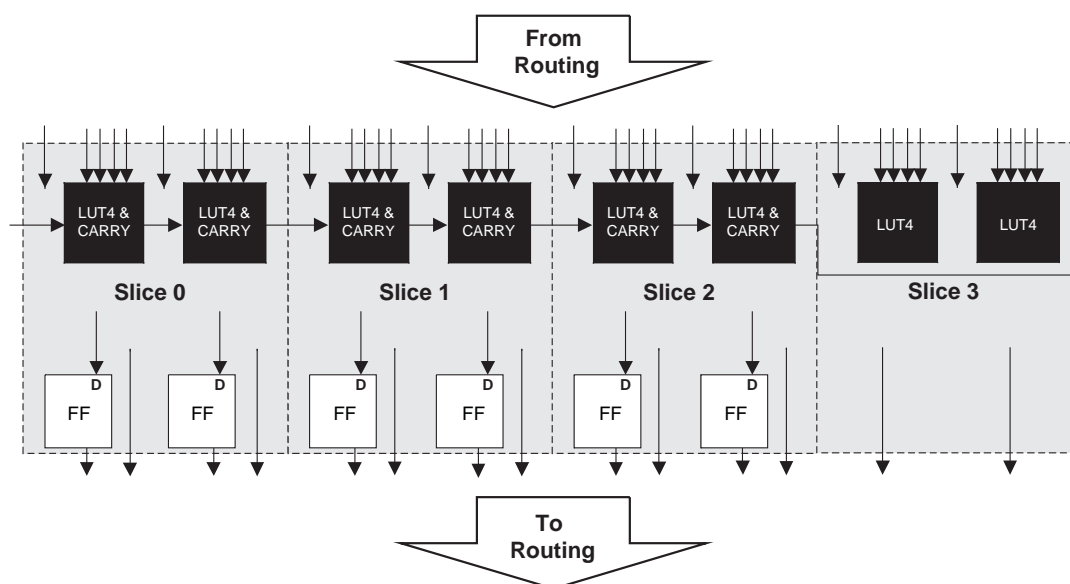 From
Routing
LUT4 &
CARRY
LUT4 &
CARRY
LUT4 &
CARRY
LUT4 &
CARRY
LUT4 &
CARRY
LUT4 &
CARRY
LUT4
LUT4
Slice 0
Slice 1
Slice 2
Slice 3
D
FF
D
FF
D
FF
D
FF
D
FF
D
FF
To
Routing